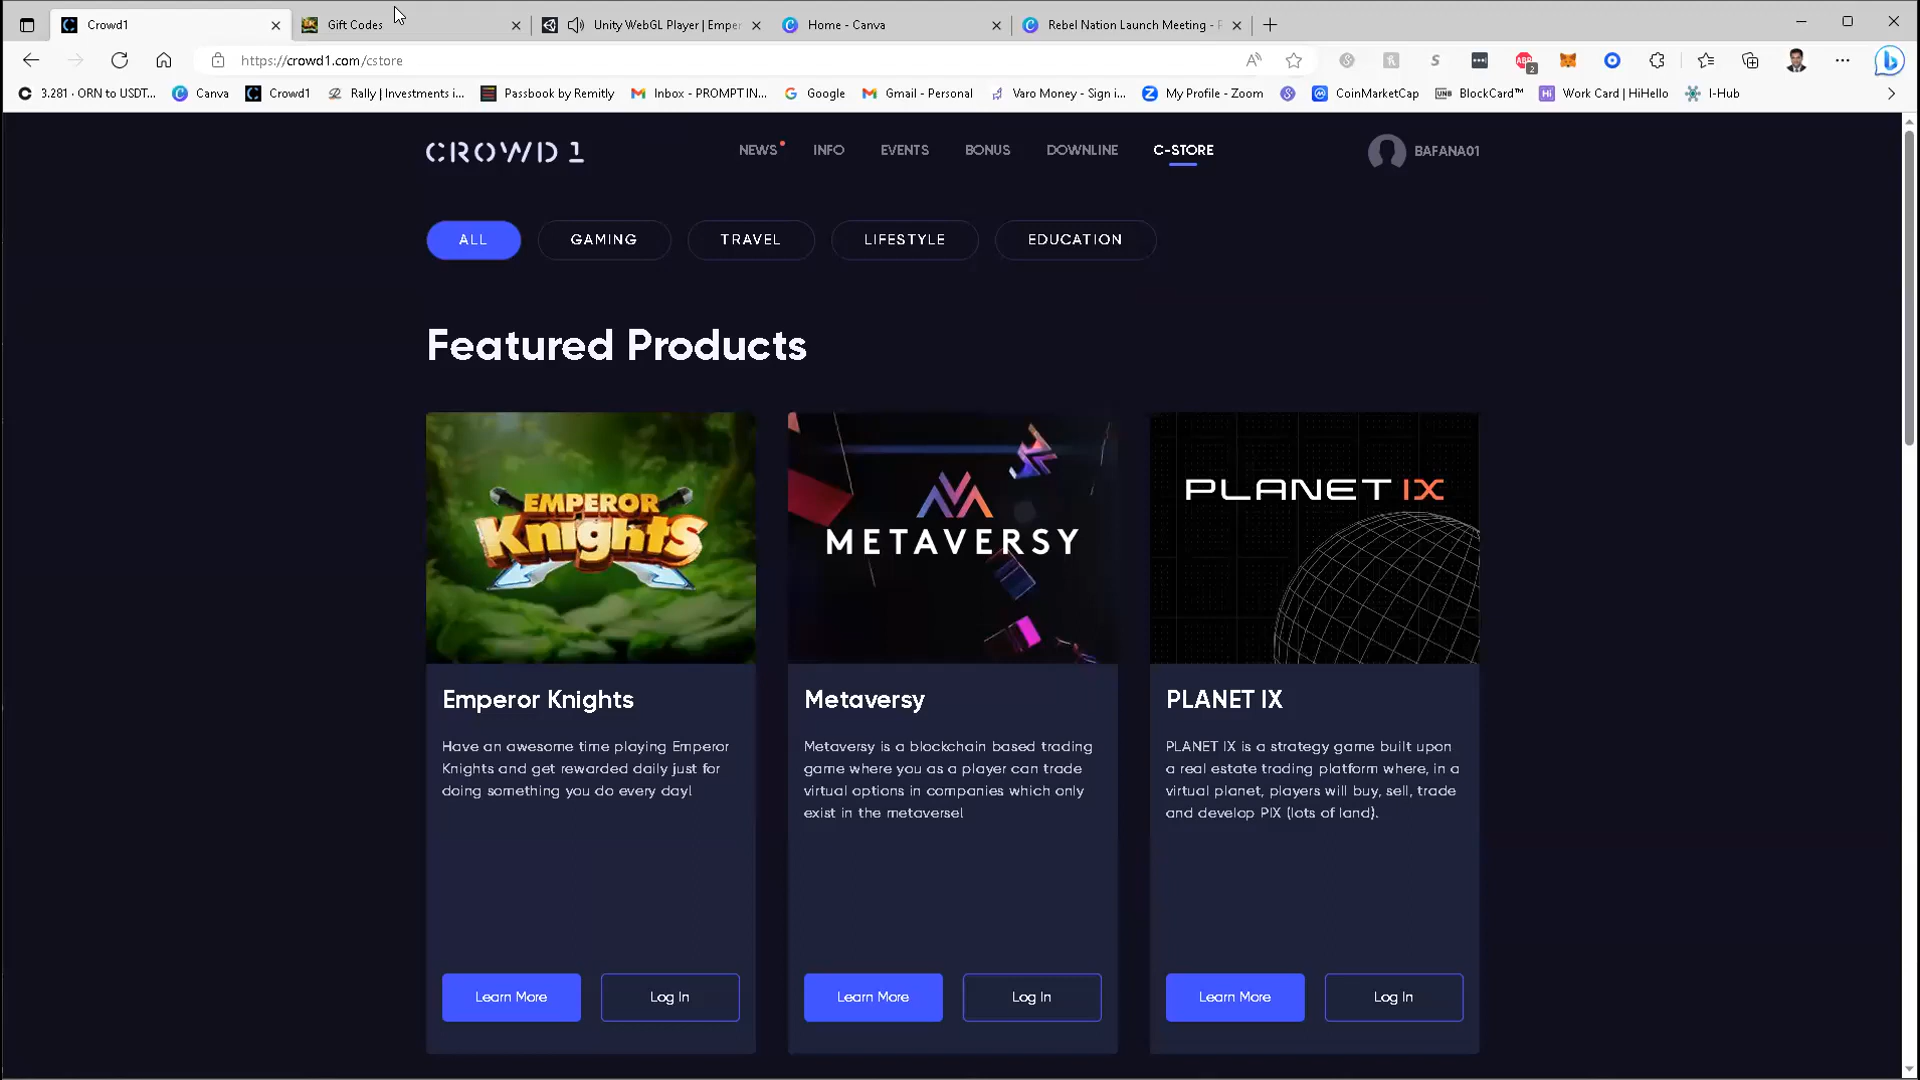 Crowd1
Gift Codes
Unity WebGL Player | Emper
Home - Canva
Rebel Nation Launch Meeting -
https://crowd1.com/cstore
3.281 · ORN to USDT...
Canva
Crowd1
Rally | Investments i...
Passbook by Remitly
Inbox - PROMPT IN...
Google
Gmail - Personal
Varo Money - Sign i...
My Profile - Zoom
CoinMarketCap
BlockCard™
Work Card | HiHello
I-Hub
CROWD 1
NEWS
INFO
EVENTS
BONUS
DOWNLINE
C-STORE
BAFANA01
ALL
GAMING
TRAVEL
LIFESTYLE
EDUCATION
Featured Products
EMPEROR
Knights
METAVERSY
PLANET IX
Emperor Knights
Have an awesome time playing Emperor
Knights and get rewarded daily just for
doing something you do every day!
Learn More
Log In
Metaversy
Metaversy is a blockchain based trading
game where you as a player can trade
virtual options in companies which only
exist in the metaverse!
Learn More
Log In
PLANET IX
PLANET IX is a strategy game built upon
a real estate trading platform where, in a
virtual planet, players will buy, sell, trade
and develop PIX (lots of land).
Learn More
Log In